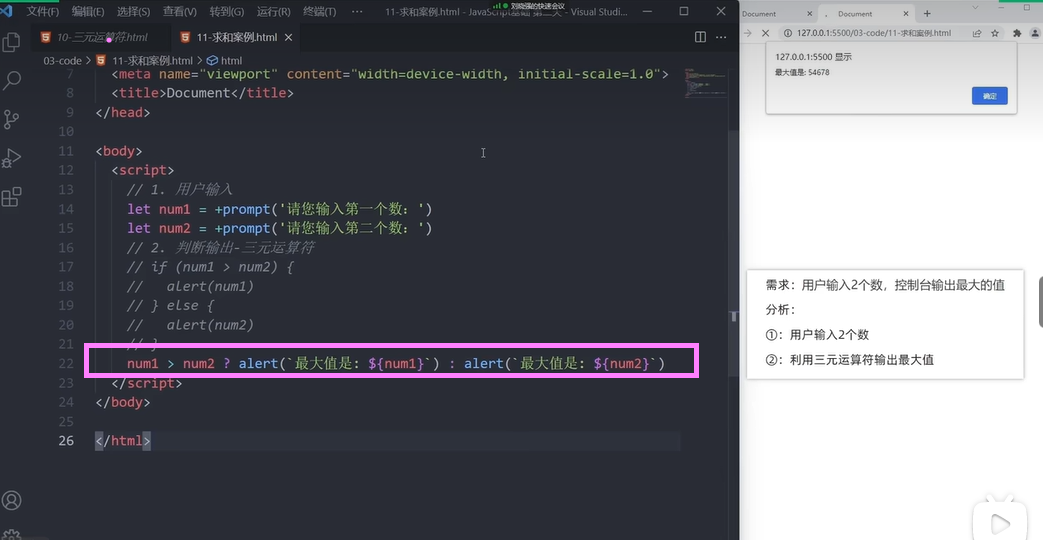 刘晓强的快速会议
文件(F) 编辑(E) 选择(S) 查看(V) 转到(G) 运行(R) 终端(T) ··· 11-求和案例.html - JavaScript基础 第二天 - Visual Studi...
10-三元运算符.html 11-求和案例.html
03-code > 11-求和案例.html > html
7 <meta name="viewport" content="width=device-width, initial-scale=1.0">
8 <title>Document</title>
9 </head>
10
11 <body>
12 <script>
13 // 1. 用户输入
14 let num1 = +prompt('请您输入第一个数：')
15 let num2 = +prompt('请您输入第二个数：')
16 // 2. 判断输出-三元运算符
17 // if (num1 > num2) {
18 // alert(num1)
19 // } else {
20 // alert(num2)
21 // }
22 num1 > num2 ? alert(`最大值是: ${num1}`) : alert(`最大值是: ${num2}`)
23 </script>
24 </body>
25
26 </html>
Document Document
127.0.0.1:5500/03-code/11-求和案例.html
127.0.0.1:5500 显示
最大值是: 54678
确定
需求：用户输入2个数，控制台输出最大的值
分析：
①：用户输入2个数
②：利用三元运算符输出最大值